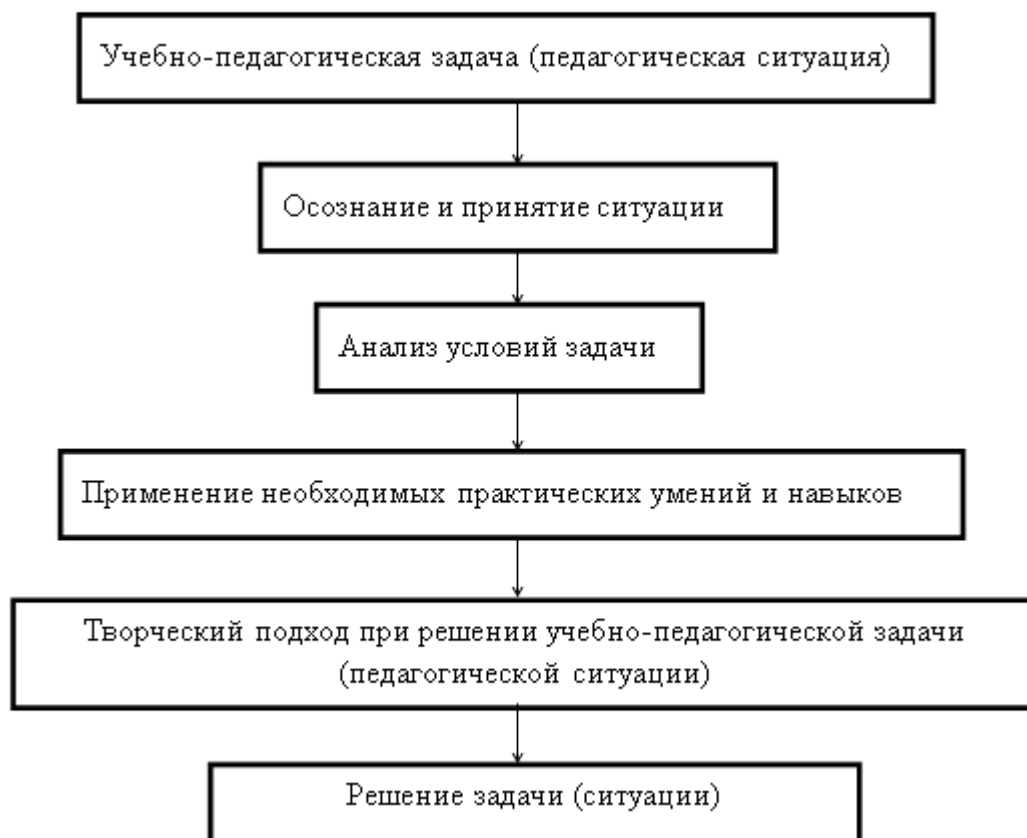 Учебно-педагогическая задача (педагогическая ситуация)
Осознание и принятие ситуации
Анализ условий задачи
Применение необходимых практических умений и навыков
Творческий подход при решении учебно-педагогической задачи
(педагогической ситуации)
Решение задачи (ситуации)